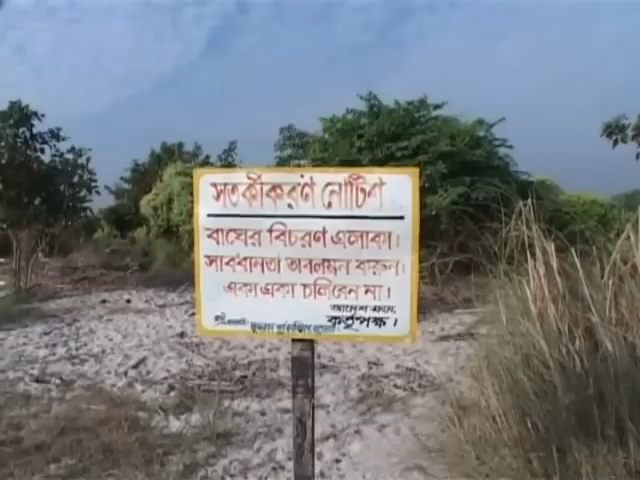 সতর্কীকরণ নোটিশ
বাঘের বিচরণ এলাকা।
সাবধানতা অবলম্বন করুন।
একা একা চলিবেন না।
আদেশ ক্রমে
কর্তৃপক্ষ।